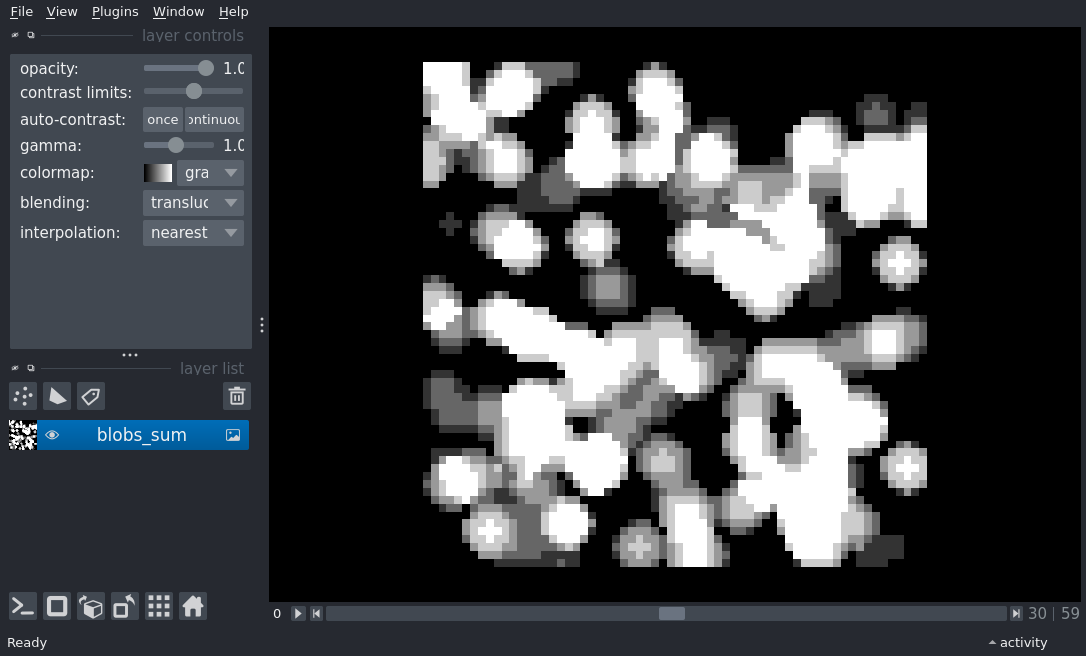 File View Plugins Window Help
layer controls
opacity: 1.0
contrast limits:
auto-contrast: once ontinuou
gamma: 1.0
colormap: gra
blending: transluc
interpolation: nearest
layer list
blobs_sum
0 30 | 59
Ready activity